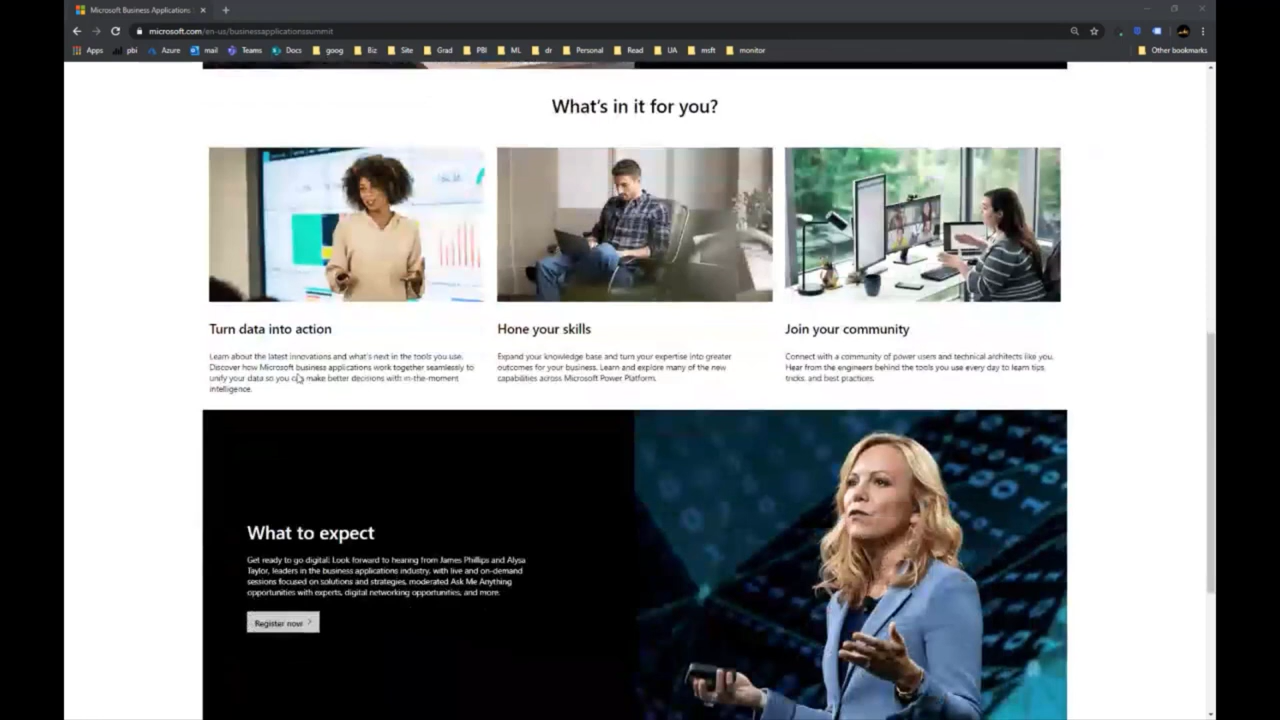 Microsoft Business Applications
microsoft.com/en-us/businessapplicationssummit
Apps pbi Azure mail Teams Docs goog Biz Site Grad PBI ML dr Personal Read UA msft monitor Other bookmarks
What's in it for you?
Turn data into action
Learn about the latest innovations and what's next in the tools you use.
Discover how Microsoft business applications work together seamlessly to
unify your data so you can make better decisions with in-the-moment
intelligence.
Hone your skills
Expand your knowledge base and turn your expertise into greater
outcomes for your business. Learn and explore many of the new
capabilities across Microsoft Power Platform.
Join your community
Connect with a community of power users and technical architects like you.
Hear from the engineers behind the tools you use every day to learn tips,
tricks, and best practices.
What to expect
Get ready to go digital! Look forward to hearing from James Phillips and Alysa
Taylor, leaders in the business applications industry, with live and on-demand
sessions focused on solutions and strategies, moderated Ask Me Anything
opportunities with experts, digital networking opportunities, and more.
Register now